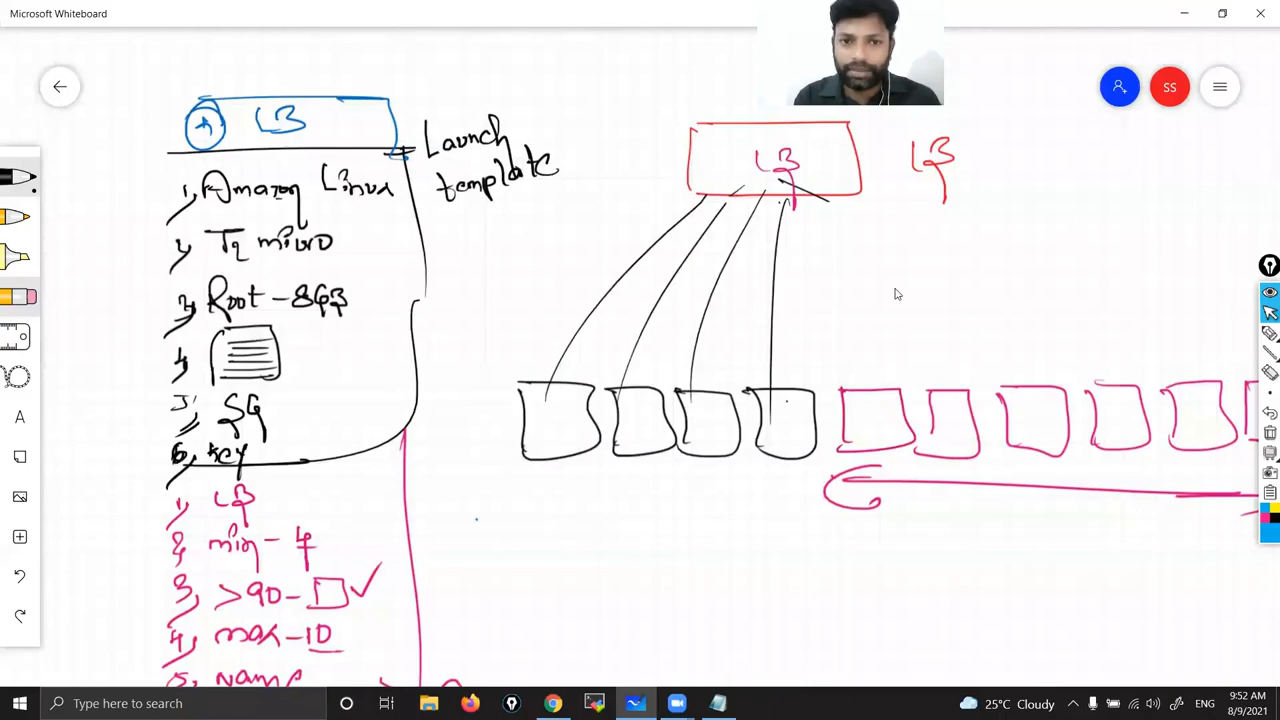 Microsoft Whiteboard
SS
LB
Launch
template
1, Amazon Linux
2, T2 micro
3, Root - 8GB
4,
5, SG
6, key
1, LB
2, min - 4
3, >90 -
4, max - 10
5, Name
LB
LB
A
Type here to search
25°C Cloudy
ENG
9:52 AM
8/9/2021